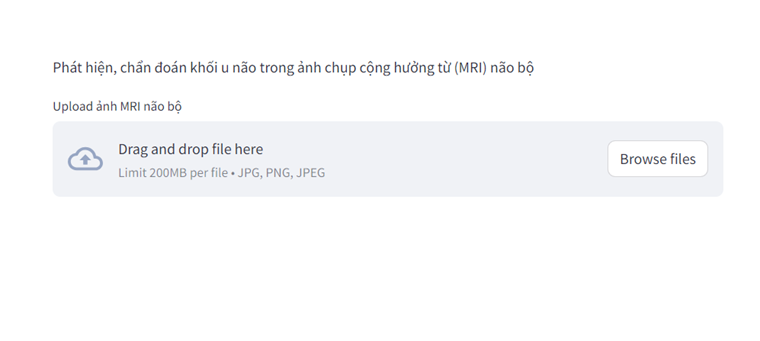 Phát hiện, chẩn đoán khối u não trong ảnh chụp cộng hưởng từ (MRI) não bộ
Upload ảnh MRI não bộ
Drag and drop file here
Limit 200MB per file • JPG, PNG, JPEG
Browse files